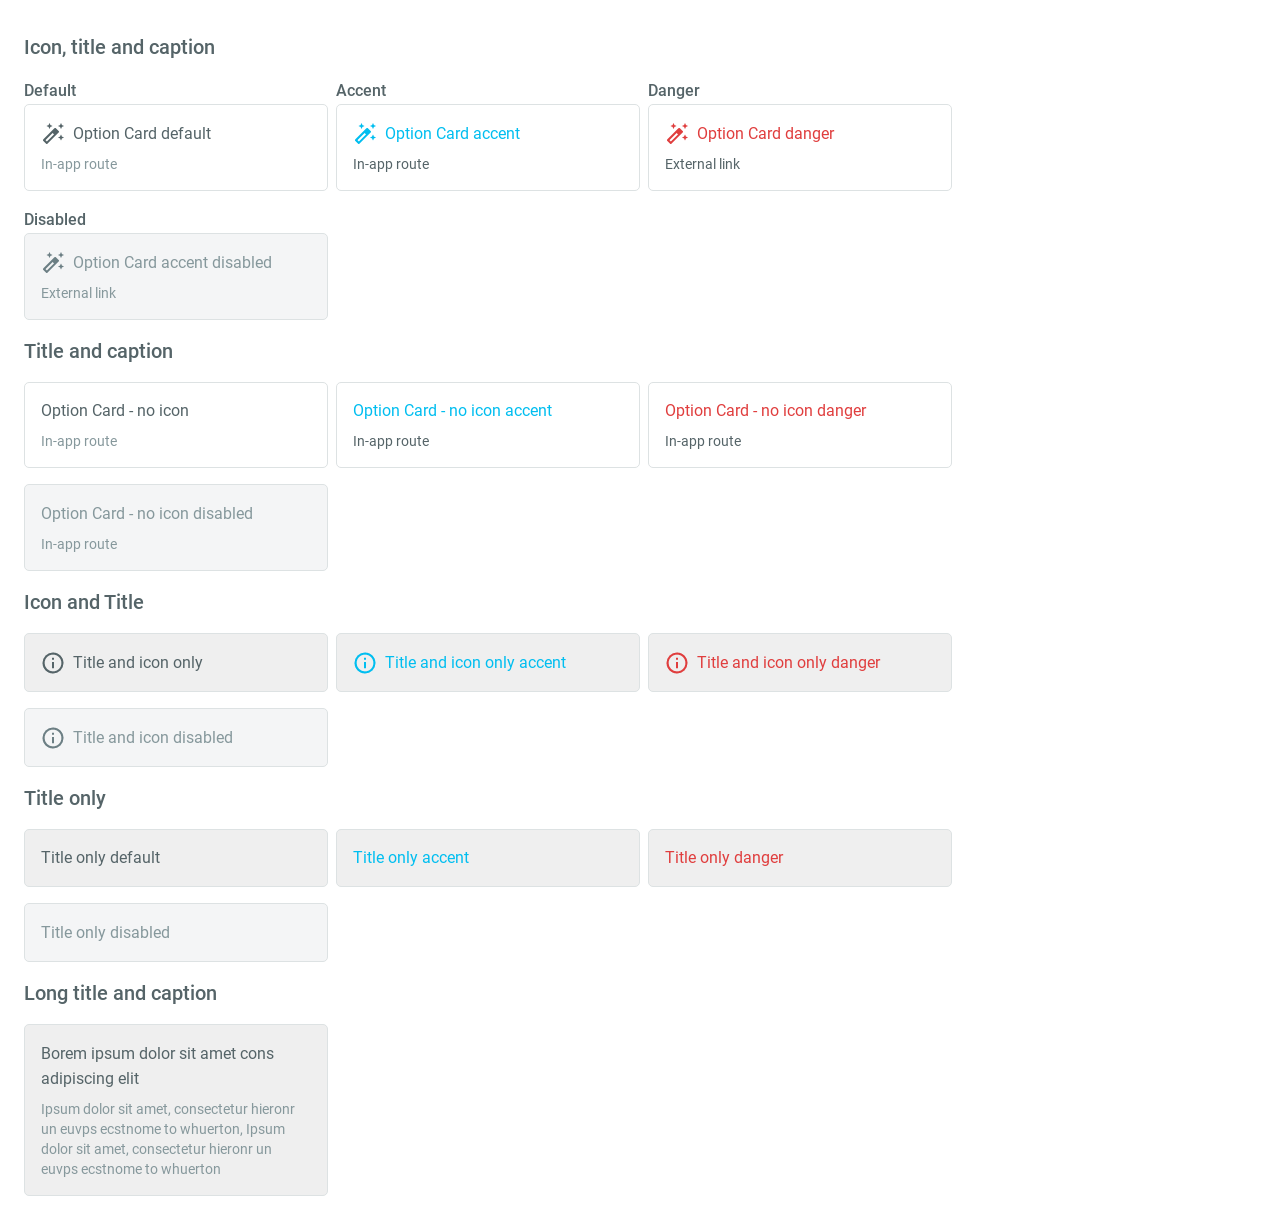 Icon, title and caption
Default
Accent
Danger
Option Card default
Option Card accent
Option Card danger
In-app route
In-app route
External link
Disabled
Option Card accent disabled
External link
Title and caption
Option Card - no icon
Option Card - no icon accent
Option Card - no icon danger
In-app route
In-app route
In-app route
Option Card - no icon disabled
In-app route
Icon and Title
Title and icon only
Title and icon only accent
Title and icon only danger
Title and icon disabled
Title only
Title only default
Title only accent
Title only danger
Title only disabled
Long title and caption
Borem ipsum dolor sit amet cons
adipiscing elit
Ipsum dolor sit amet, consectetur hieronr
un euvps ecstnome to whuerton, Ipsum
dolor sit amet, consectetur hieronr un
euvps ecstnome to whuerton